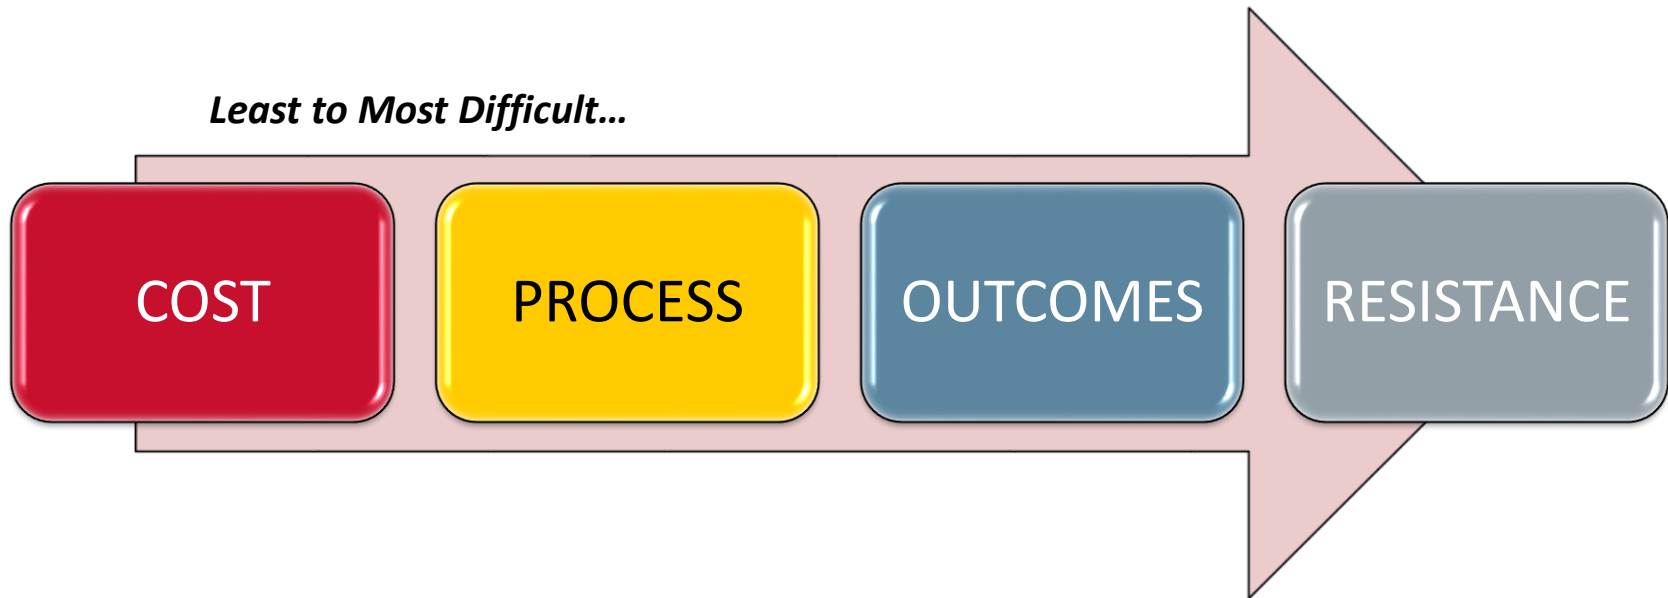 Least to Most Difficult…
COST
PROCESS
OUTCOMES
RESISTANCE